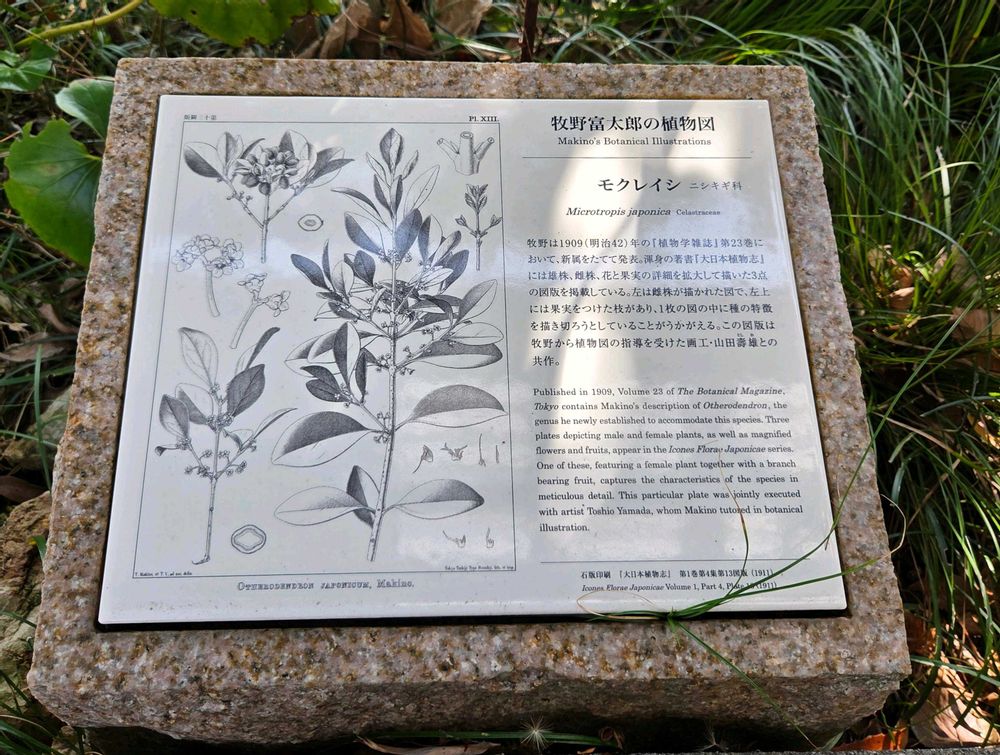 版圖三十第
Pl. XIII.
T. Makino, et T. Y., ad nat. delin.
OTHERODENDRON JAPONICUM, Makino.
牧野富太郎の植物図
Makino's Botanical Illustrations
モクレイシ ニシキギ科
Microtropis japonica Celastraceae
牧野は1909(明治42)年の『植物学雑誌』第23巻に
おいて、新属をたてて発表。渾身の著書『大日本植物志』
には雄株、雌株、花と果実の詳細を拡大して描いた3点
の図版を掲載している。左は雌株が描かれた図で、左上
には果実をつけた枝があり、1枚の図の中に種の特徴
を描き切ろうとしていることがうかがえる。この図版は
牧野から植物図の指導を受けた画工・山田壽雄との
共作。
Published in 1909, Volume 23 of The Botanical Magazine,
Tokyo contains Makino's description of Otherodendron, the
genus he newly established to accommodate this species. Three
plates depicting male and female plants, as well as magnified
flowers and fruits, appear in the Icones Florae Japonicae series.
One of these, featuring a female plant together with a branch
bearing fruit, captures the characteristics of the species in
meticulous detail. This particular plate was jointly executed
with artist Toshio Yamada, whom Makino tutored in botanical
illustration.
石版印刷 『大日本植物志』 第1巻第4集第13図版 (1911)
Icones Florae Japonicae Volume 1, Part 4, Plate 13 (1911)